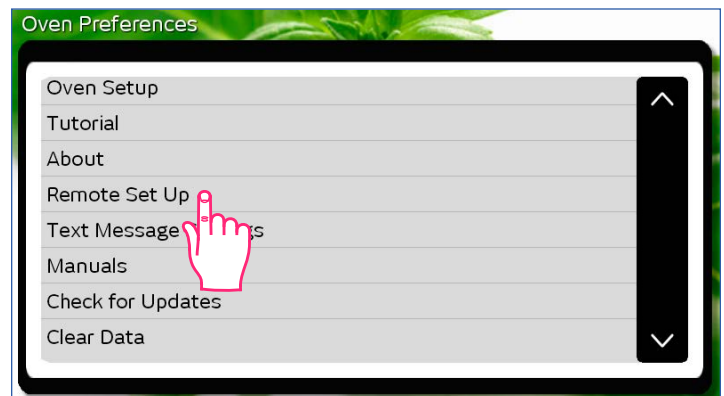 Oven Preferences
Oven Setup
Tutorial
About
Remote Set Up
Text Message
Manuals
Check for Updates
Clear Data